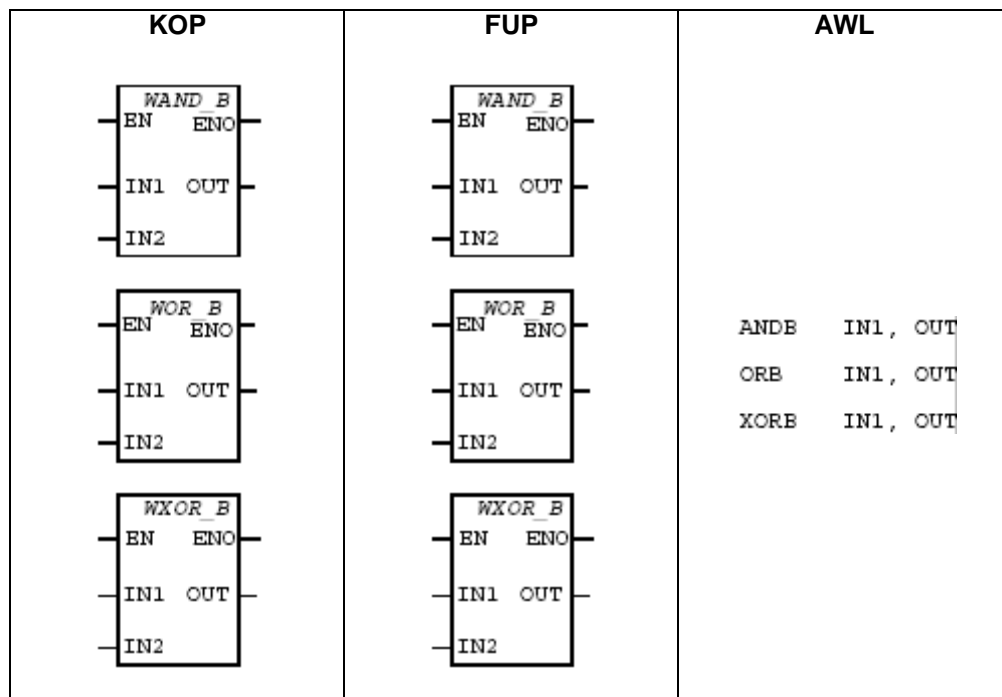 KOP
FUP
AWL
WAND_B
EN ENO
IN1 OUT
IN2
WAND_B
EN ENO
IN1 OUT
IN2
WOR_B
EN ENO
IN1 OUT
IN2
WOR_B
EN ENO
IN1 OUT
IN2
ANDB IN1, OUT
ORB IN1, OUT
XORB IN1, OUT
WXOR_B
EN ENO
IN1 OUT
IN2
WXOR_B
EN ENO
IN1 OUT
IN2